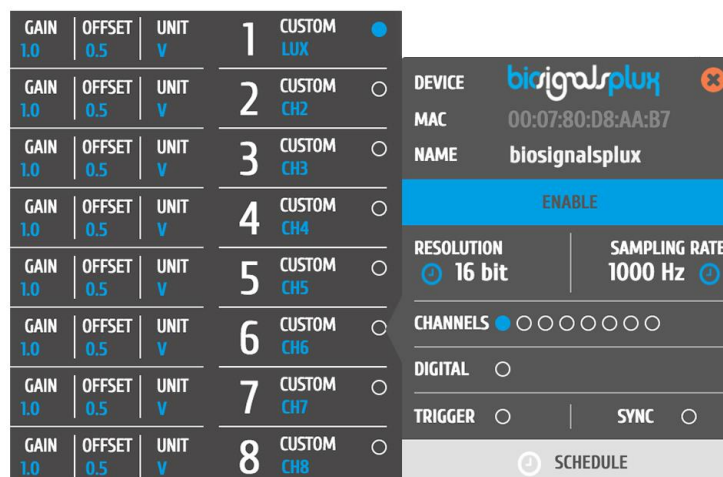 GAIN OFFSET UNIT 1 CUSTOM
1.0 0.5 V LUX
GAIN OFFSET UNIT 2 CUSTOM
1.0 0.5 V CH2
GAIN OFFSET UNIT 3 CUSTOM
1.0 0.5 V CH3
GAIN OFFSET UNIT 4 CUSTOM
1.0 0.5 V CH4
GAIN OFFSET UNIT 5 CUSTOM
1.0 0.5 V CH5
GAIN OFFSET UNIT 6 CUSTOM
1.0 0.5 V CH6
GAIN OFFSET UNIT 7 CUSTOM
1.0 0.5 V CH7
GAIN OFFSET UNIT 8 CUSTOM
1.0 0.5 V CH8
DEVICE biosignalsplux
MAC 00:07:80:D8:AA:B7
NAME biosignalsplux
ENABLE
RESOLUTION SAMPLING RATE
16 bit 1000 Hz
CHANNELS
DIGITAL
TRIGGER SYNC
SCHEDULE